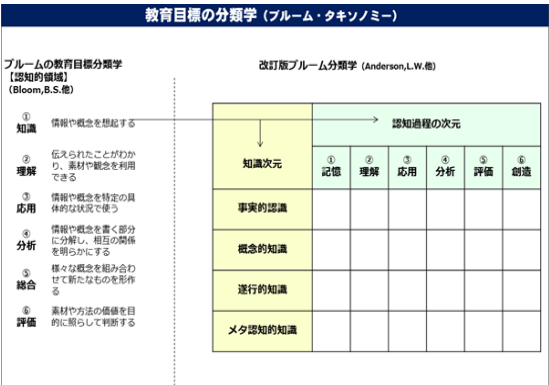 教育目標の分類学（ブルーム・タキソノミー）
ブルームの教育目標分類学
【認知的領域】
（Bloom,B.S.他）
①
知識
情報や概念を想起する
②
理解
伝えられたことがわか
り、素材や観念を利用
できる
③
応用
情報や概念を特定の具
体的な状況で使う
④
分析
情報や概念を書く部分
に分解し、相互の関係
を明らかにする
⑤
総合
様々な概念を組み合わ
せて新たなものを形作
る
⑥
評価
素材や方法の価値を目
的に照らして判断する
改訂版ブルーム分類学（Anderson,L.W.他）
知識次元
認知過程の次元
①
記憶
②
理解
③
応用
④
分析
⑤
評価
⑥
創造
事実的認識
概念的知識
遂行的知識
メタ認知的知識